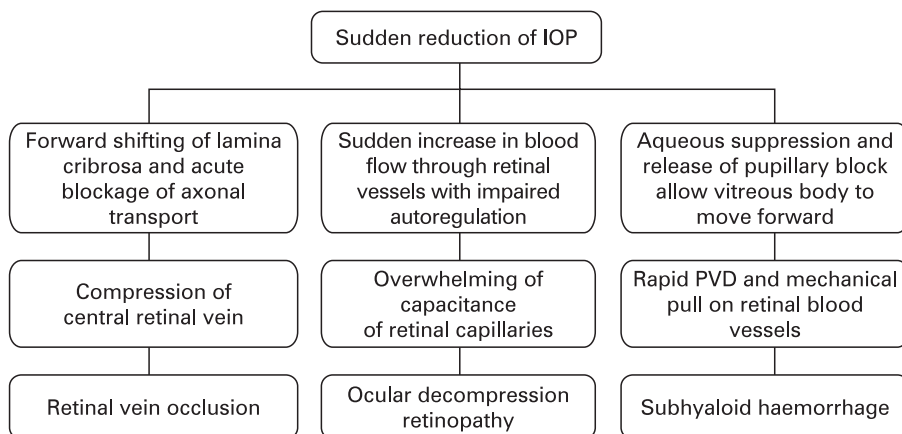 Sudden reduction of IOP
Forward shifting of lamina
cribrosa and acute
blockage of axonal
transport
Compression of
central retinal vein
Retinal vein occlusion
Sudden increase in blood
flow through retinal
vessels with impaired
autoregulation
Overwhelming of
capacitance
of retinal capillaries
Ocular decompression
retinopathy
Aqueous suppression and
release of pupillary block
allow vitreous body to
move forward
Rapid PVD and mechanical
pull on retinal blood
vessels
Subhyaloid haemorrhage